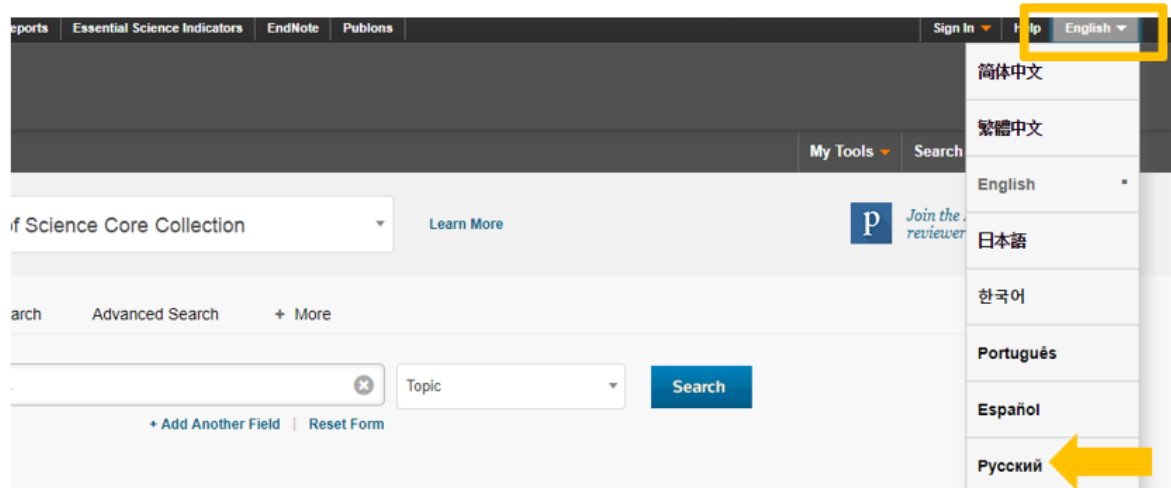 eports Essential Science Indicators EndNote Publons Sign In Help English
简体中文
繁體中文
My Tools Search
English
of Science Core Collection Learn More Join the
reviewer
日本語
한국어
arch Advanced Search + More
Português
Topic Search
Español
+ Add Another Field | Reset Form
Русский